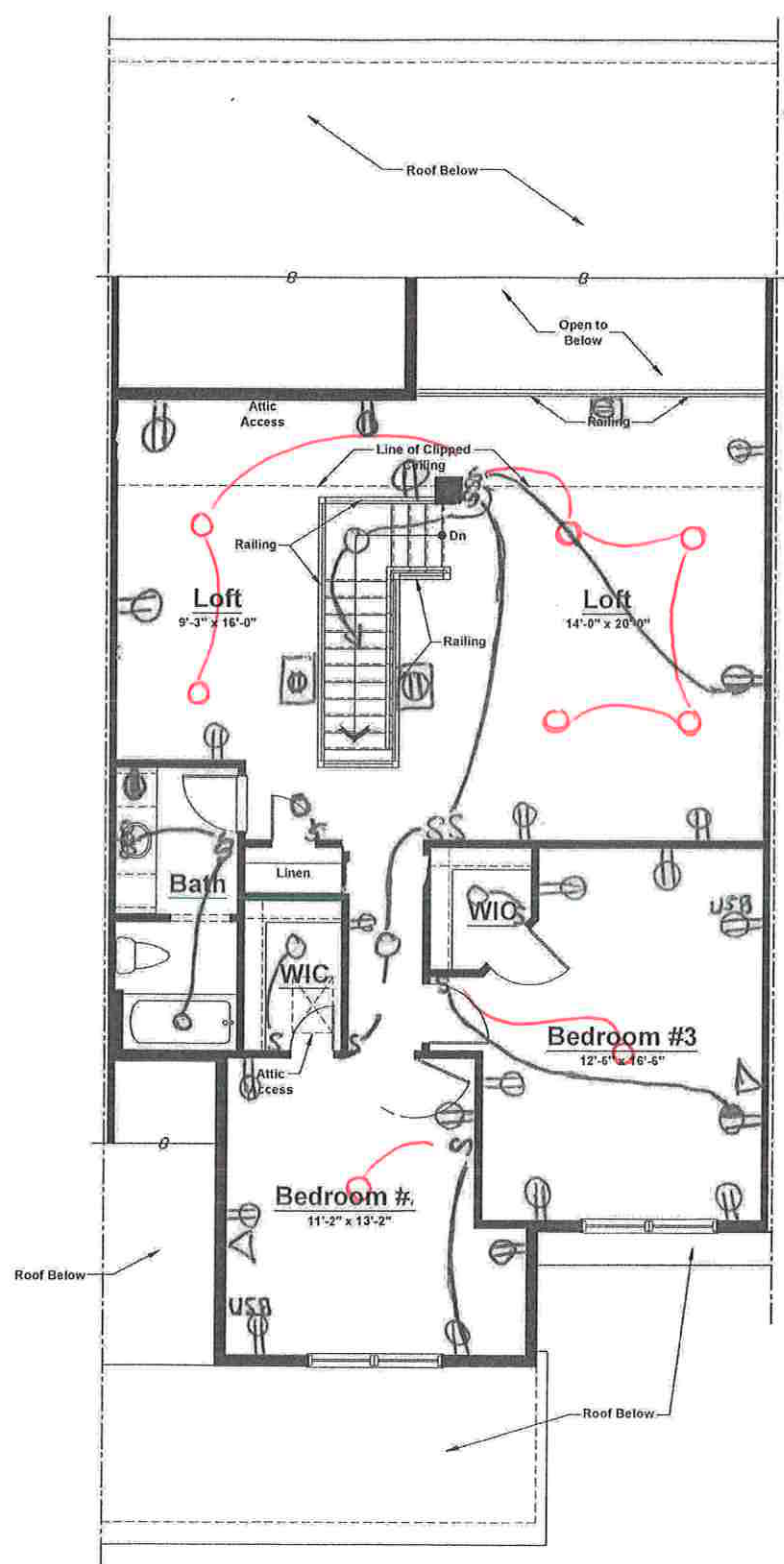 Roof Below
Open to
Below
Attic
Access
Railing
Line of Clipped
Ceiling
S
S
S
Railing
Dn
Loft
9'-3" x 16'-0"
Loft
14'-0" x 20'-0"
Railing
S
S S
S
Bath
Linen
WIC
S
USB
WIC
S
S
S
Bedroom #3
12'-6" x 16'-6"
Attic
Access
S
Bedroom #
11'-2" x 13'-2"
Roof Below
USB
Roof Below